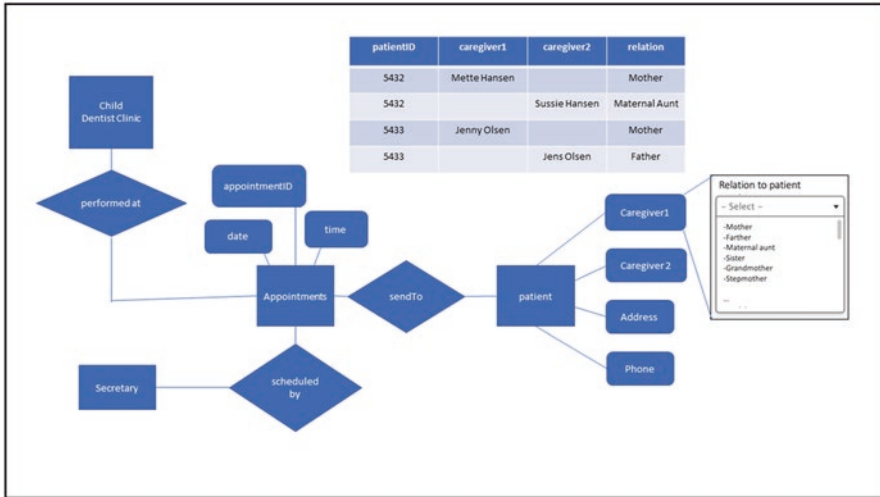 patientID caregiver1 caregiver2 relation
5432 Mette Hansen Mother
5432 Sussie Hansen Maternal Aunt
5433 Jenny Olsen Mother
5433 Jens Olsen Father
Child
Dentist Clinic
performed at
appointmentID
date
time
Appointments
sendTo
patient
Caregiver1
Caregiver 2
Address
Phone
Relation to patient
– Select –
-Mother
-Farther
-Maternal aunt
-Sister
-Grandmother
-Stepmother
...
Secretary
scheduled
by